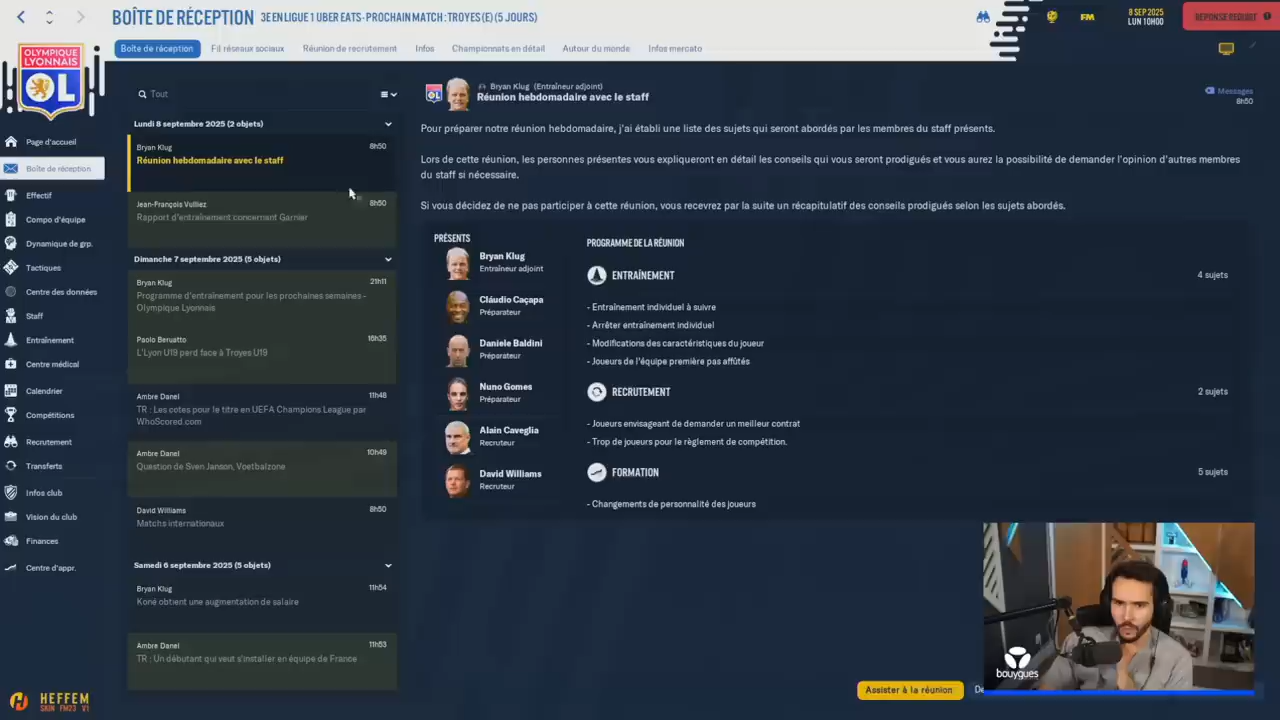 BOÎTE DE RÉCEPTION
3E EN LIGUE 1 UBER EATS - PROCHAIN MATCH : TROYES (E) (5 JOURS)
FM
8 SEP 2025
LUN 10H00
RÉPONSE REQUISE
Boîte de réception
Fil réseaux sociaux
Réunion de recrutement
Infos
Championnats en détail
Autour du monde
Infos mercato
OLYMPIQUE
LYONNAIS
OL
Page d'accueil
Boîte de réception
Effectif
Compo d'équipe
Dynamique de grp.
Tactiques
Centre des données
Staff
Entraînement
Centre médical
Calendrier
Compétitions
Recrutement
Transferts
Infos club
Vision du club
Finances
Centre d'appr.
HEFFEM
SKIN FM23 V1
Tout
Lundi 8 septembre 2025 (2 objets)
Bryan Klug 8h50
Réunion hebdomadaire avec le staff
Jean-François Vulliez 8h50
Rapport d'entraînement concernant Garnier
Dimanche 7 septembre 2025 (5 objets)
Bryan Klug 21h11
Programme d'entraînement pour les prochaines semaines -
Olympique Lyonnais
Paolo Beruatto 16h35
L'Lyon U19 perd face à Troyes U19
Ambre Danel 11h48
TR : Les cotes pour le titre en UEFA Champions League par
WhoScored.com
Ambre Danel 10h49
Question de Sven Janson, Voetbalzone
David Williams 8h50
Matchs internationaux
Samedi 6 septembre 2025 (5 objets)
Bryan Klug 11h54
Koné obtient une augmentation de salaire
Ambre Danel 11h53
TR : Un débutant qui veut s'installer en équipe de France
Bryan Klug (Entraîneur adjoint)
Réunion hebdomadaire avec le staff
Messages
8h50
Pour préparer notre réunion hebdomadaire, j'ai établi une liste des sujets qui seront abordés par les membres du staff présents.
Lors de cette réunion, les personnes présentes vous expliqueront en détail les conseils qui vous seront prodigués et vous aurez la possibilité de demander l'opinion d'autres membres
du staff si nécessaire.
Si vous décidez de ne pas participer à cette réunion, vous recevrez par la suite un récapitulatif des conseils prodigués selon les sujets abordés.
PRÉSENTS
Bryan Klug
Entraîneur adjoint
Cláudio Caçapa
Préparateur
Daniele Baldini
Préparateur
Nuno Gomes
Préparateur
Alain Caveglia
Recruteur
David Williams
Recruteur
PROGRAMME DE LA RÉUNION
ENTRAÎNEMENT 4 sujets
- Entraînement individuel à suivre
- Arrêter entraînement individuel
- Modifications des caractéristiques du joueur
- Joueurs de l'équipe première pas affûtés
RECRUTEMENT 2 sujets
- Joueurs envisageant de demander un meilleur contrat
- Trop de joueurs pour le règlement de compétition.
FORMATION 5 sujets
- Changements de personnalité des joueurs
Assister à la réunion
bouygues